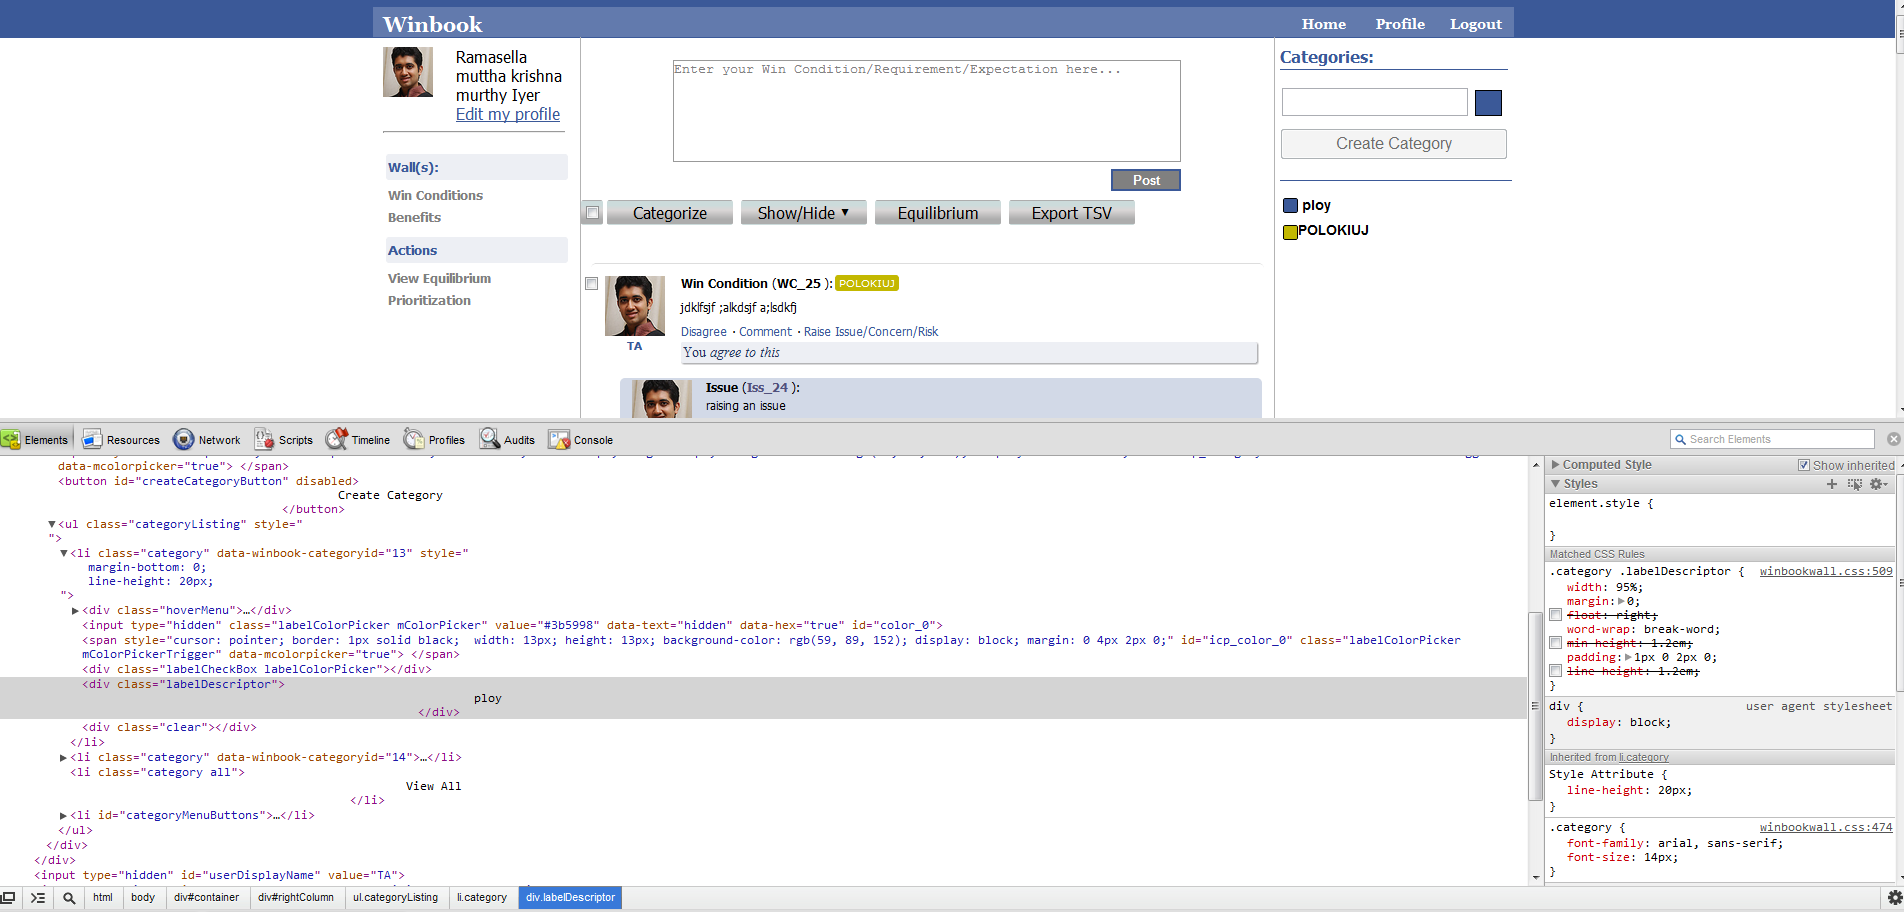 Winbook
Home Profile Logout
Ramasella
muttha krishna
murthy Iyer
Edit my profile
Wall(s):
Win Conditions
Benefits
Actions
View Equilibrium
Prioritization
Enter your Win Condition/Requirement/Expectation here...
Post
Categorize Show/Hide ▼ Equilibrium Export TSV
Win Condition (WC_25 ): POLOKIUJ
jdklfsjf ;alkdsjf a;lsdkfj
Disagree · Comment · Raise Issue/Concern/Risk
TA
You agree to this
Issue (Iss_24 ):
raising an issue
Categories:
Create Category
ploy
POLOKIUJ
Elements Resources Network Scripts Timeline Profiles Audits Console
Search Elements
data-mcolorpicker="true"> </span>
<button id="createCategoryButton" disabled>
Create Category
</button>
▼<ul class="categoryListing" style="
">
▼<li class="category" data-winbook-categoryid="13" style="
margin-bottom: 0;
line-height: 20px;
">
▶<div class="hoverMenu">…</div>
<input type="hidden" class="labelColorPicker mColorPicker" value="#3b5998" data-text="hidden" data-hex="true" id="color_0">
<span style="cursor: pointer; border: 1px solid black;  width: 13px; height: 13px; background-color: rgb(59, 89, 152); display: block; margin: 0 4px 2px 0;" id="icp_color_0" class="labelColorPicker
mColorPickerTrigger" data-mcolorpicker="true"> </span>
<div class="labelCheckBox labelColorPicker"></div>
<div class="labelDescriptor">
ploy
</div>
<div class="clear"></div>
</li>
▶<li class="category" data-winbook-categoryid="14">…</li>
<li class="category all">
View All
</li>
▶<li id="categoryMenuButtons">…</li>
</ul>
</div>
</div>
<input type="hidden" id="userDisplayName" value="TA">
▶ Computed Style Show inherited
▼ Styles
element.style {
}
Matched CSS Rules
.category .labelDescriptor { winbookwall.css:509
width: 95%;
margin:▶0;
float: right;
word-wrap: break-word;
min-height: 1.2em;
padding:▶1px 0 2px 0;
line-height: 1.2em;
}
div { user agent stylesheet
display: block;
}
Inherited from li.category
Style Attribute {
line-height: 20px;
}
.category { winbookwall.css:474
font-family: arial, sans-serif;
font-size: 14px;
}
html body div#container div#rightColumn ul.categoryListing li.category div.labelDescriptor